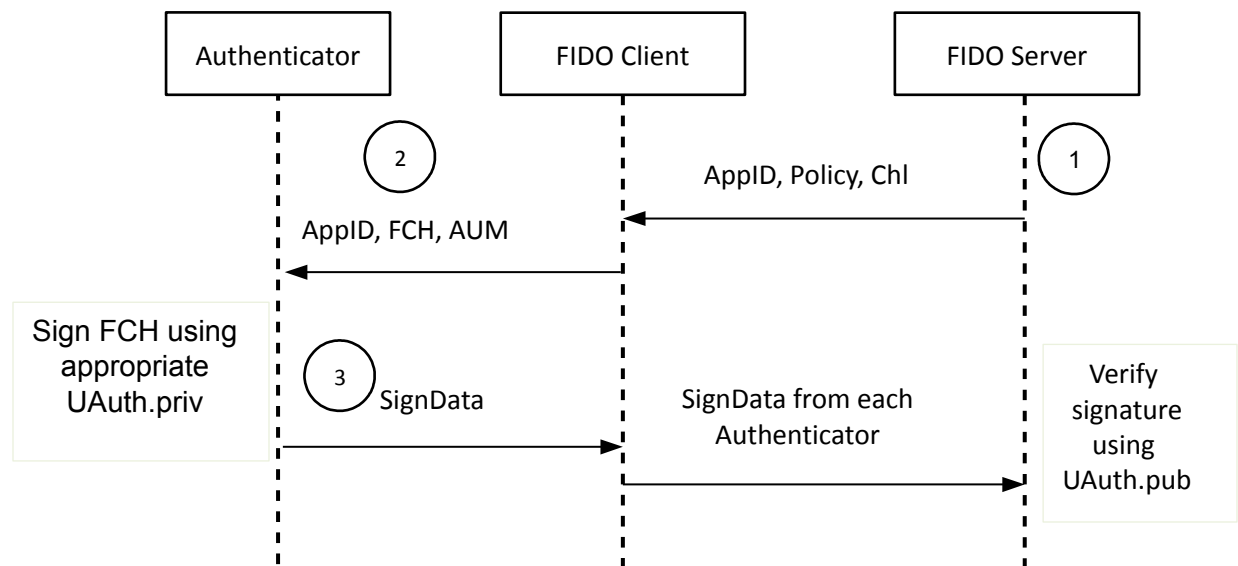 Authenticator
FIDO Client
FIDO Server
2
1
AppID, Policy, Chl
AppID, FCH, AUM
Sign FCH using
appropriate
UAuth.priv
3
SignData
SignData from each
Authenticator
Verify
signature
using
UAuth.pub